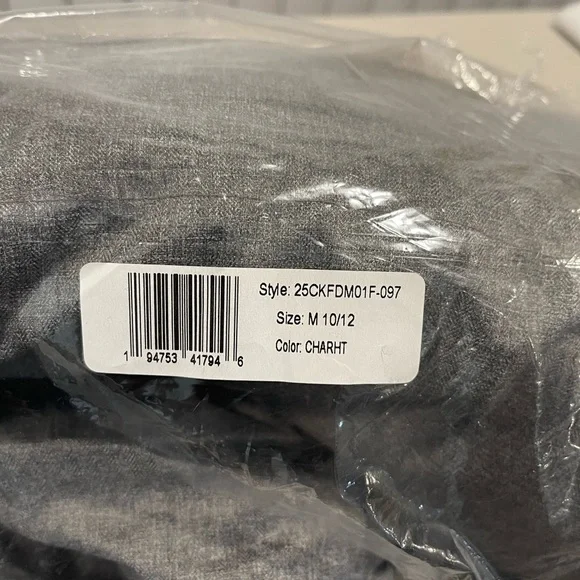 Style: 25CKFDM01F-097
Size: M 10/12
Color: CHARHT
1 94753 41794 6